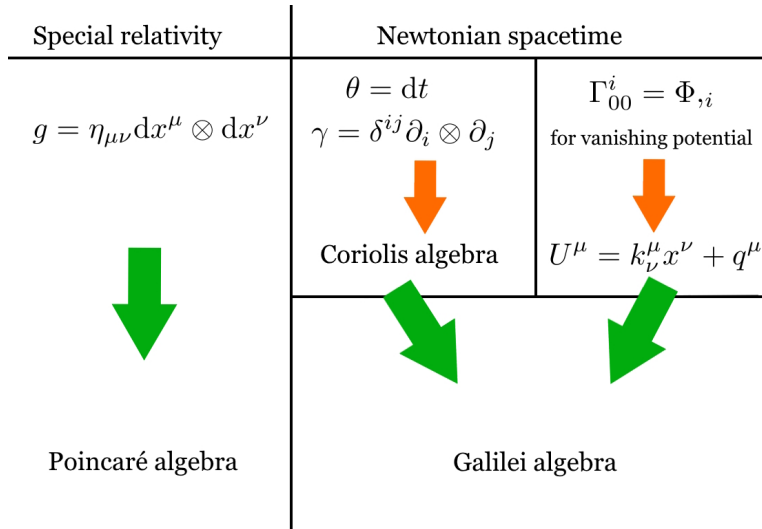 Special relativity
Newtonian spacetime
g = η_{μν}dx^μ ⊗ dx^ν
θ = dt
γ = δ^{ij}∂_i ⊗ ∂_j
Coriolis algebra
Γ^i_{00} = Φ,_i
for vanishing potential
U^μ = k^μ_ν x^ν + q^μ
Poincaré algebra
Galilei algebra